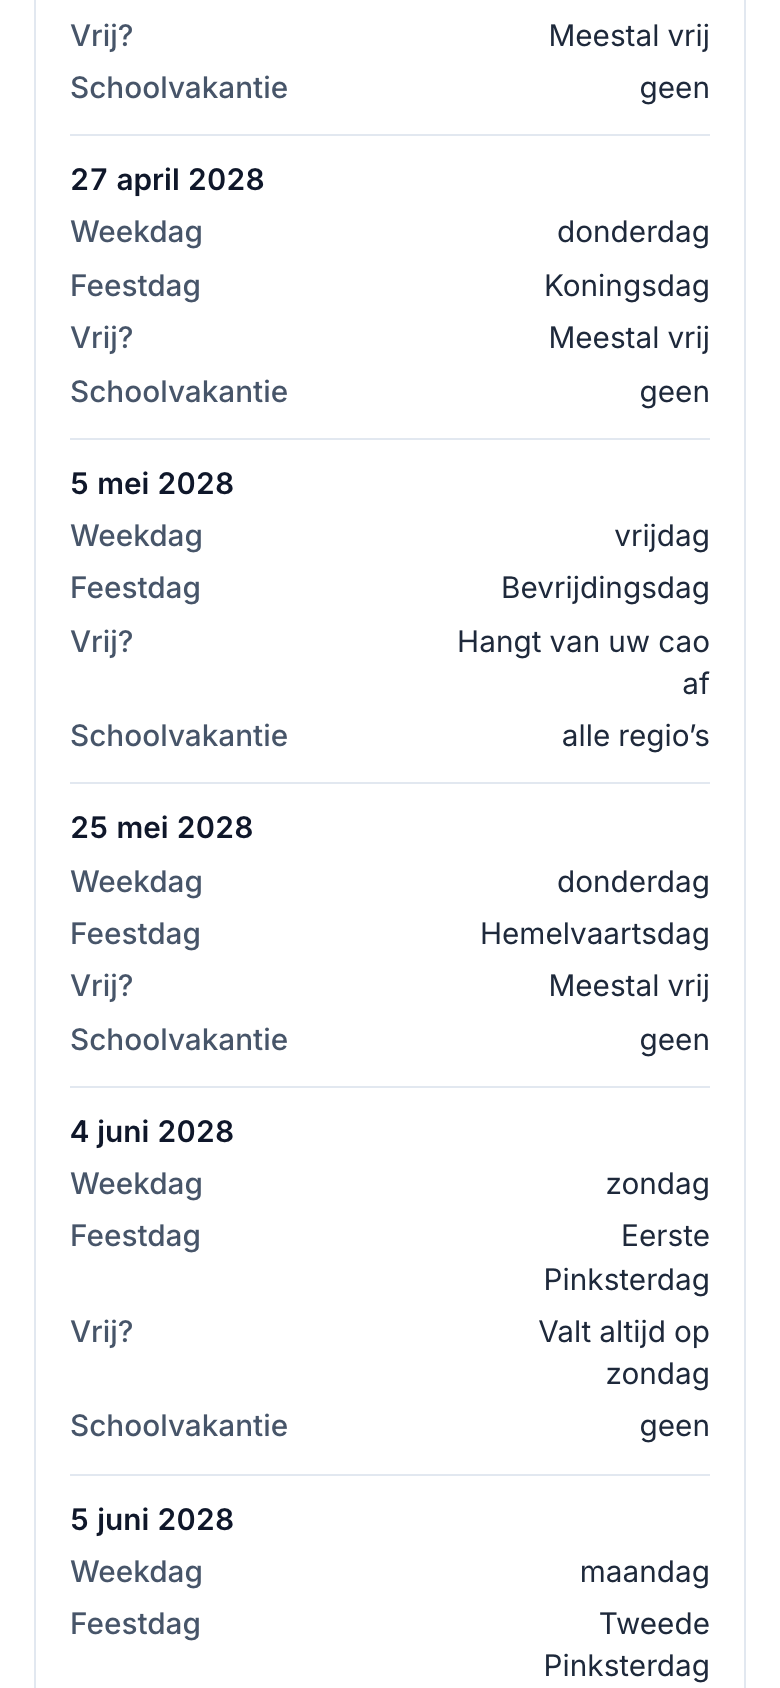 Vrij? Meestal vrij
Schoolvakantie geen
27 april 2028
Weekdag donderdag
Feestdag Koningsdag
Vrij? Meestal vrij
Schoolvakantie geen
5 mei 2028
Weekdag vrijdag
Feestdag Bevrijdingsdag
Vrij? Hangt van uw cao
af
Schoolvakantie alle regio’s
25 mei 2028
Weekdag donderdag
Feestdag Hemelvaartsdag
Vrij? Meestal vrij
Schoolvakantie geen
4 juni 2028
Weekdag zondag
Feestdag Eerste
Pinksterdag
Vrij? Valt altijd op
zondag
Schoolvakantie geen
5 juni 2028
Weekdag maandag
Feestdag Tweede
Pinksterdag